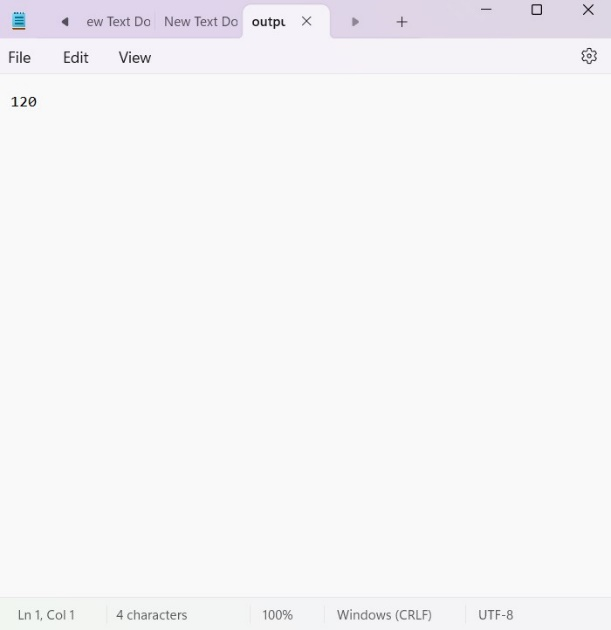 ew Text Do New Text Do outpu
File Edit View
120
Ln 1, Col 1 4 characters 100% Windows (CRLF) UTF-8